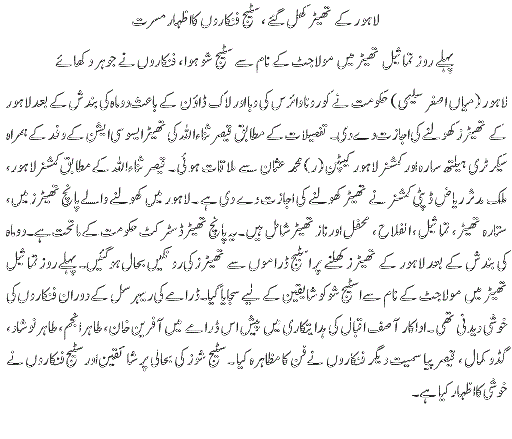 لاہور کے تھیٹر کھل گئے، سٹیج فنکاروں کا اظہار مسرت
پہلے روز تماثیل تھیٹر میں مولا جٹ کے نام سے سٹیج شو ہوا، فنکاروں نے جوہر دکھائے
لاہور (میاں اصغر سلیمی) حکومت نے کورونا وائرس کی وبا اور لاک ڈاؤن کے باعث دو ماہ کی بندش کے بعد لاہور
کے تھیٹرز کھولنے کی اجازت دے دی۔ تفصیلات کے مطابق قیصر ثناء اللہ کی تھیٹر ایسوسی ایشن کے وفد کے ہمراہ
سیکرٹری ہیلتھ سارہ اور کمشنر لاہور کیپٹن (ر) محمد عثمان سے ملاقات ہوئی۔ قیصر ثناء اللہ کے مطابق کمشنر لاہور،
ملک مدثر ریاض ڈپٹی کمشنر نے تھیٹر کھولنے کی اجازت دے دی ہے۔ لاہور میں کھولنے والے پانچ تھیٹرز میں،
ستارہ تھیٹر، تماثیل، الفلاح، محفل اور ناز تھیٹر شامل ہیں۔ یہ پانچ تھیٹر ڈسٹرکٹ حکومت کے ماتحت ہے۔ دو ماہ
کی بندش کے بعد لاہور کے تھیٹرز کھلنے پر اسٹیج ڈراموں سے تھیٹرز کی رونقیں بحال ہو گئیں۔ پہلے روز تماثیل
تھیٹر میں مولا جٹ کے نام سے اسٹیج شو کو شایقین کے لیے سجایا گیا۔ ڈرامے کی ریہرسل کے دوران فنکاروں کی
خوشی دیدنی تھی۔ اداکار آصف اقبال کی ہدایتکاری میں پیش اس ڈرامے میں آفرین خان، طاہر انجم، طاہر نوشاد،
گڈو کمال، قیصر پیا سمیت دیگر فنکاروں نے فن کا مظاہرہ کیا۔ سٹیج شوز کی بحالی پر شائقین اور سٹیج فنکاروں نے
خوشی کا اظہار کیا ہے۔